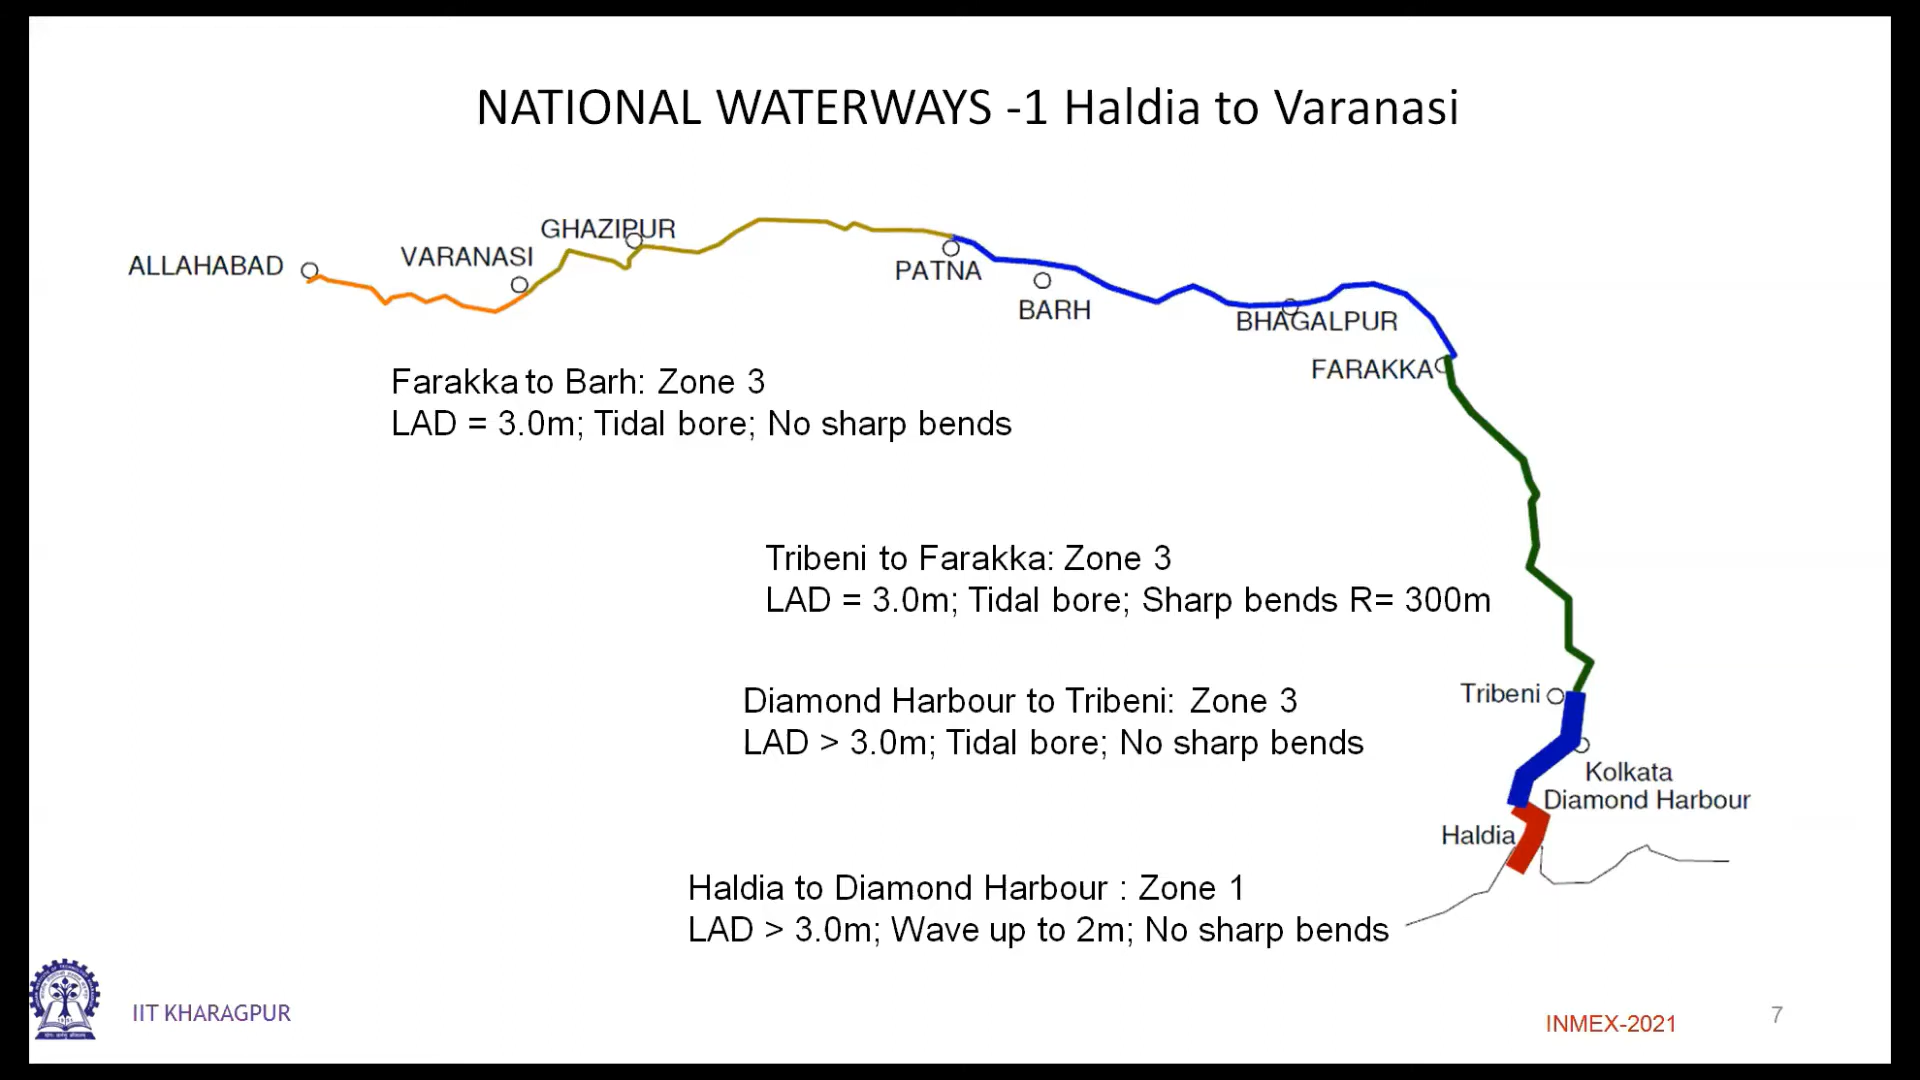 NATIONAL WATERWAYS -1 Haldia to Varanasi
ALLAHABAD
VARANASI
GHAZIPUR
PATNA
BARH
BHAGALPUR
FARAKKA
Farakka to Barh: Zone 3
LAD = 3.0m; Tidal bore; No sharp bends
Tribeni to Farakka: Zone 3
LAD = 3.0m; Tidal bore; Sharp bends R= 300m
Tribeni
Diamond Harbour to Tribeni: Zone 3
LAD > 3.0m; Tidal bore; No sharp bends
Kolkata
Diamond Harbour
Haldia
Haldia to Diamond Harbour : Zone 1
LAD > 3.0m; Wave up to 2m; No sharp bends
IIT KHARAGPUR
INMEX-2021
7